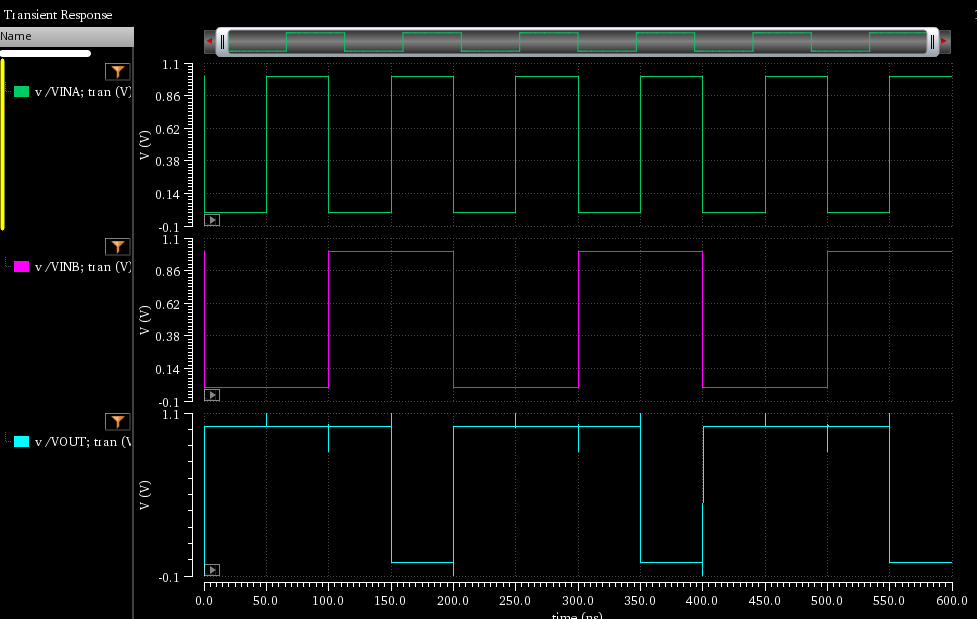 Transient Response
Name
v /VINA; tran (V)
1.1
0.86
0.62
0.38
0.14
-0.1
V (V)
v /VINB; tran (V)
1.1
0.86
0.62
0.38
0.14
-0.1
V (V)
v /VOUT; tran (V
1.1
-0.1
V (V)
0.0 50.0 100.0 150.0 200.0 250.0 300.0 350.0 400.0 450.0 500.0 550.0 600.0
time (ns)